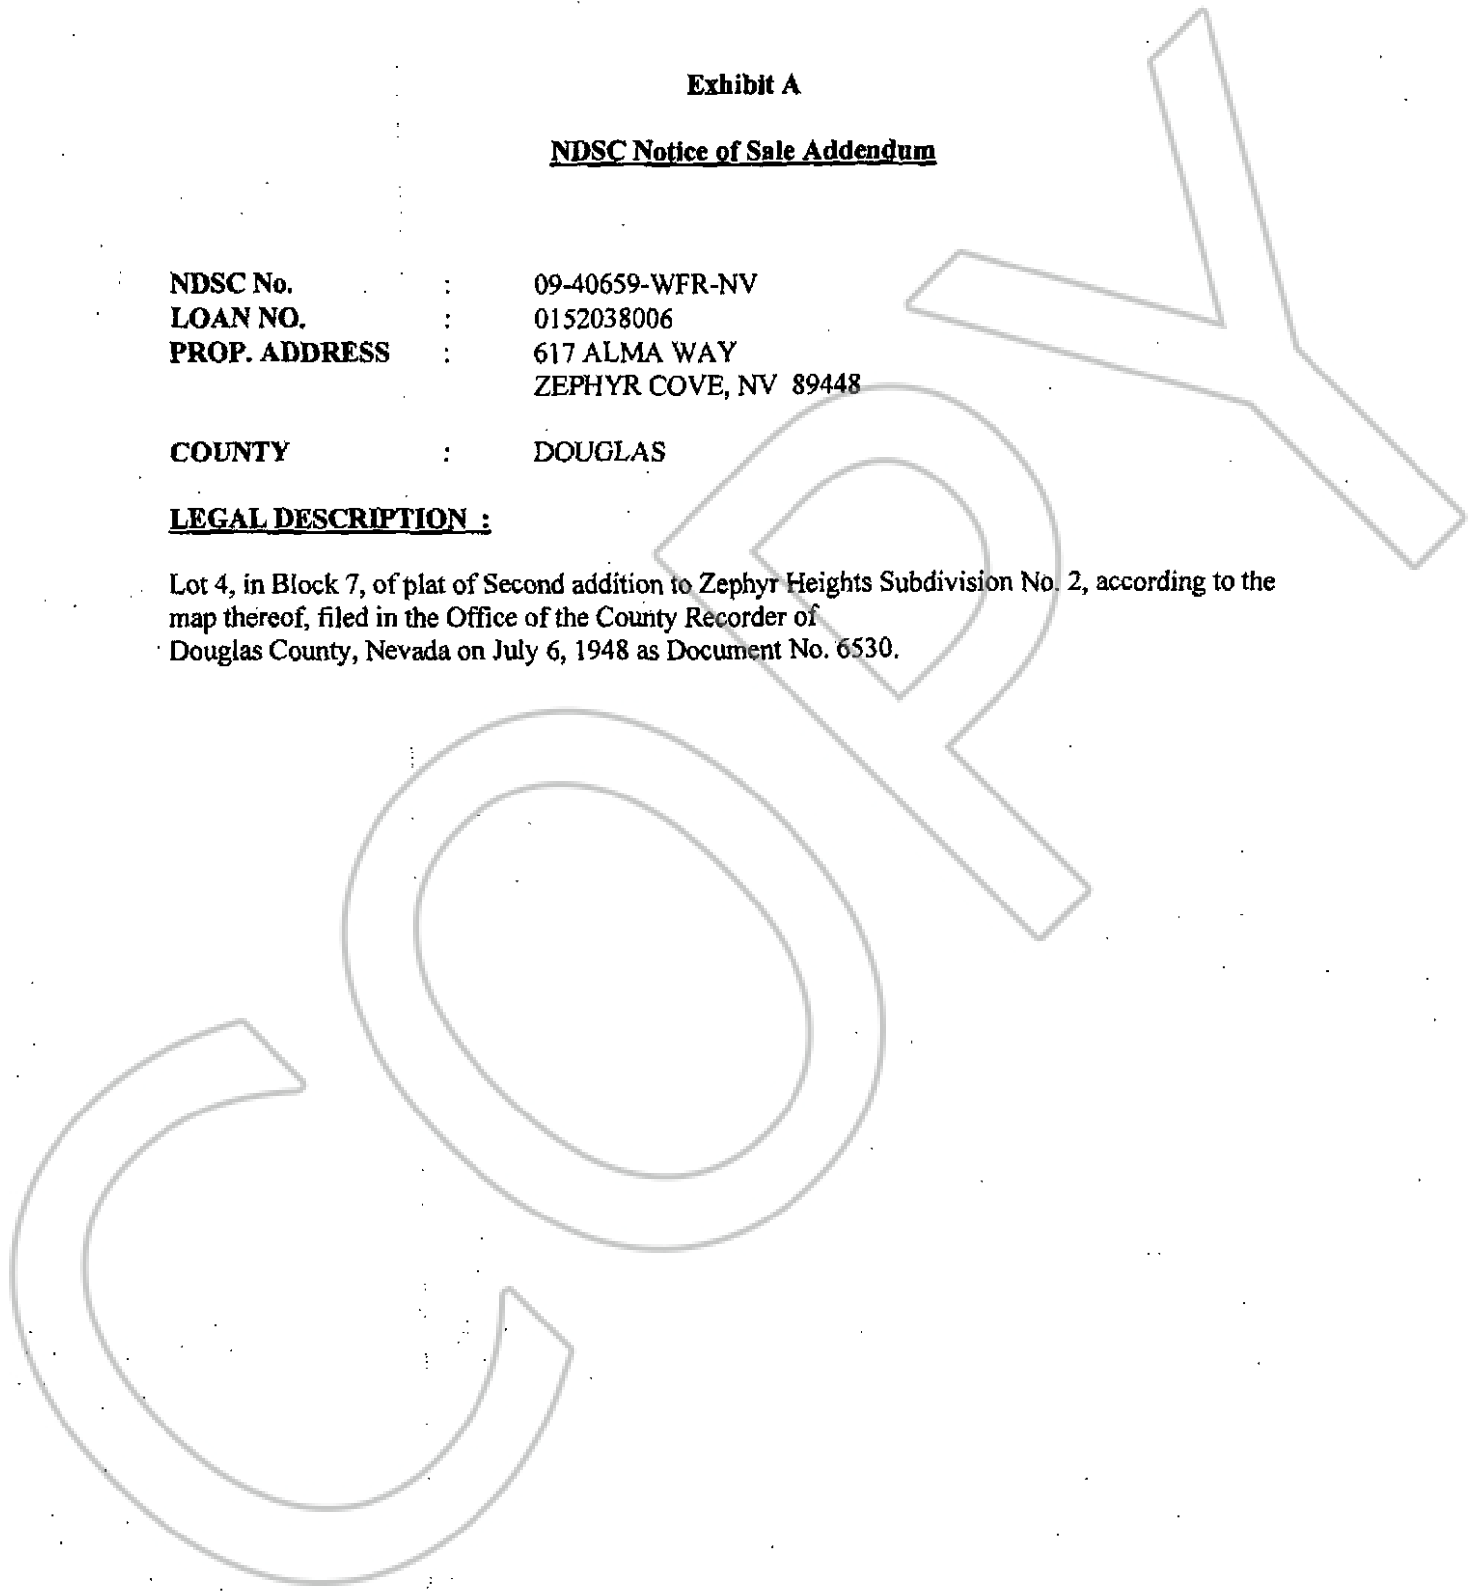 Exhibit A
NDSC Notice of Sale Addendum
NDSC No. : 09-40659-WFR-NV
LOAN NO. : 0152038006
PROP. ADDRESS : 617 ALMA WAY
ZEPHYR COVE, NV 89448
COUNTY : DOUGLAS
LEGAL DESCRIPTION :
Lot 4, in Block 7, of plat of Second addition to Zephyr Heights Subdivision No. 2, according to the
map thereof, filed in the Office of the County Recorder of
Douglas County, Nevada on July 6, 1948 as Document No. 6530.
COPY